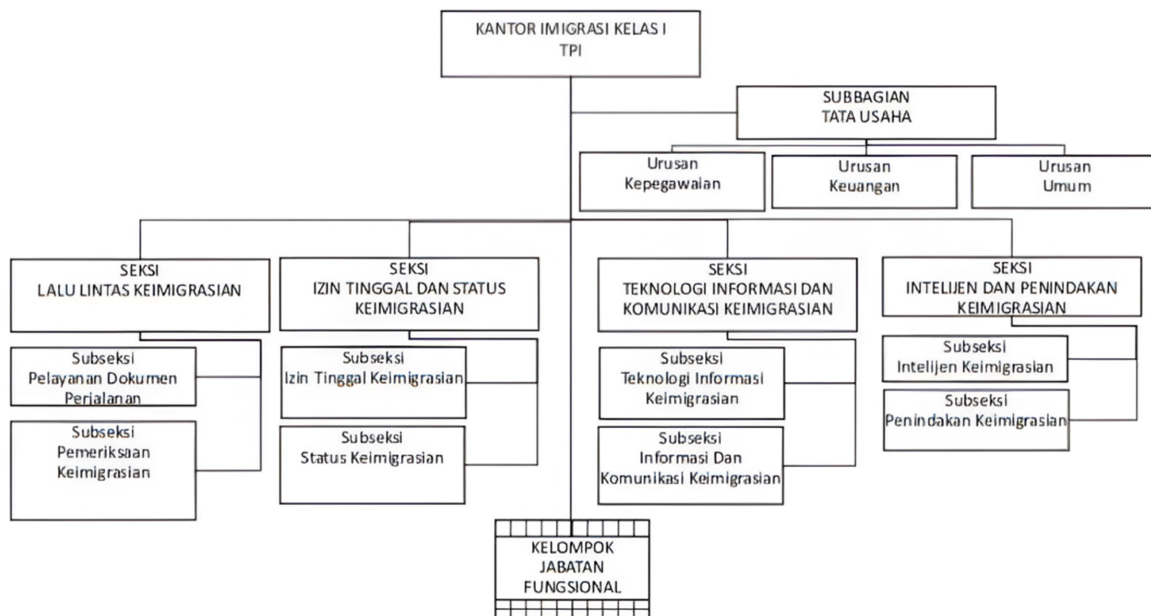 KANTOR IMIGRASI KELAS I
TPI
SUBBAGIAN
TATA USAHA
Urusan
Kepegawaian
Urusan
Keuangan
Urusan
Umum
SEKSI
LALU LINTAS KEIMIGRASIAN
SEKSI
IZIN TINGGAL DAN STATUS
KEIMIGRASIAN
SEKSI
TEKNOLOGI INFORMASI DAN
KOMUNIKASI KEIMIGRASIAN
SEKSI
INTELIJEN DAN PENINDAKAN
KEIMIGRASIAN
Subseksi
Pelayanan Dokumen
Perjalanan
Subseksi
Izin Tinggal Keimigrasian
Subseksi
Teknologi Informasi
Keimigrasian
Subseksi
Intelijen Keimigrasian
Subseksi
Pemeriksaan
Keimigrasian
Subseksi
Status Keimigrasian
Subseksi
Informasi Dan
Komunikasi Keimigrasian
Subseksi
Penindakan Keimigrasian
KELOMPOK
JABATAN
FUNGSIONAL